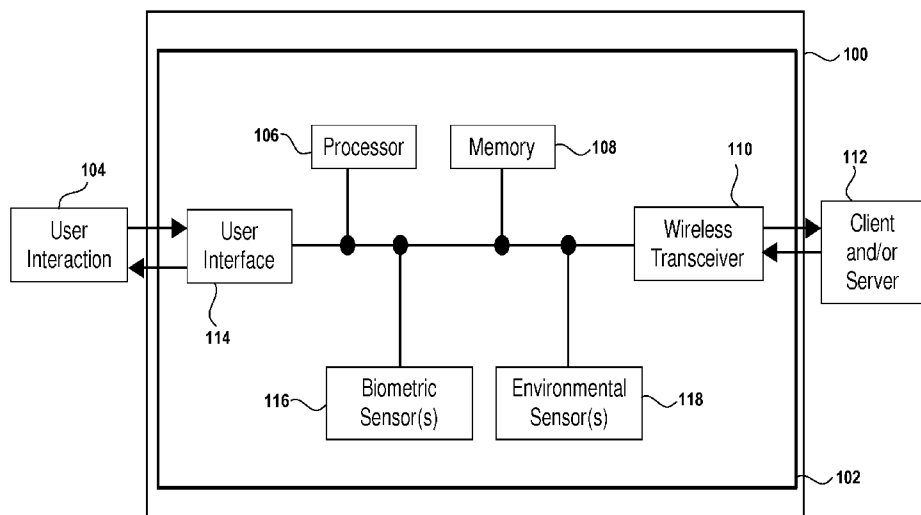 100
106
Processor
Memory
108
104
110
112
User
Interaction
User
Interface
Wireless
Transceiver
Client
and/or
Server
114
116
Biometric
Sensor(s)
Environmental
Sensor(s)
118
102